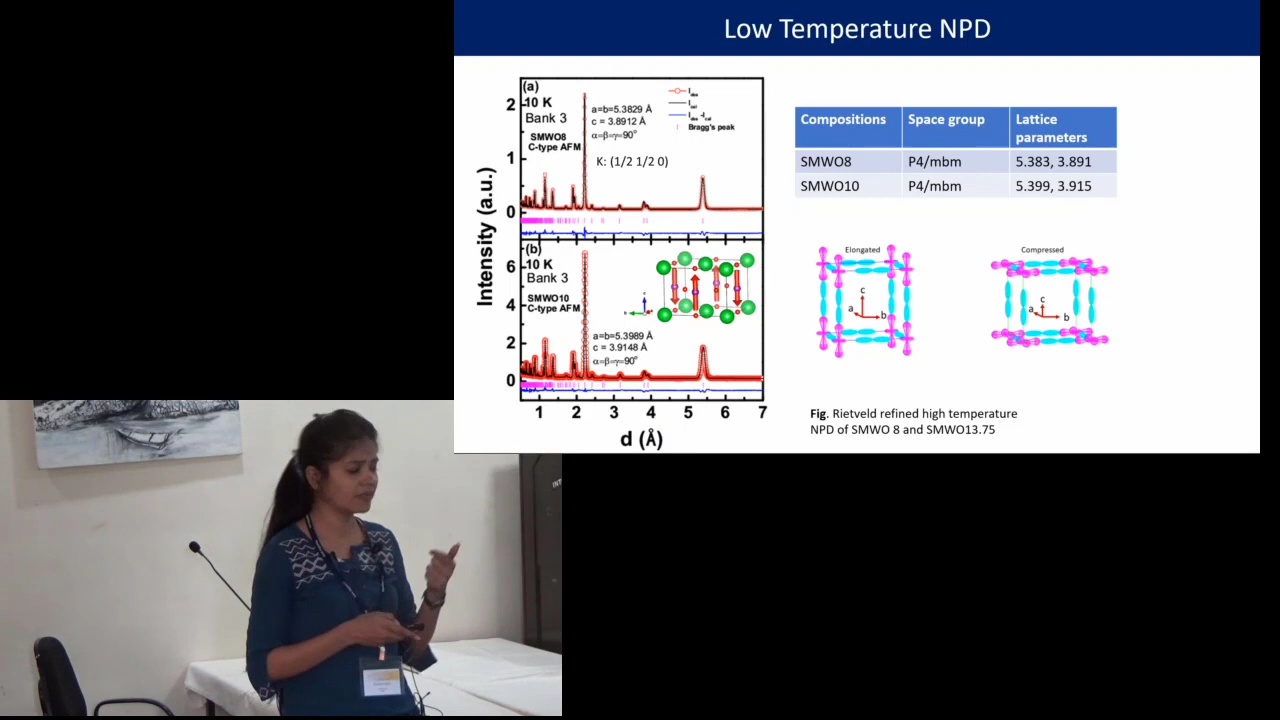 Low Temperature NPD
(a)
10 K
Bank 3
SMWO8
C-type AFM
a=b=5.3829 Å
c = 3.8912 Å
α=β=γ=90°
K: (1/2 1/2 0)
I obs
I cal
I obs -I cal
Bragg's peak
2
1
0
(b)
10 K
Bank 3
SMWO10
C-type AFM
a=b=5.3989 Å
c = 3.9148 Å
α=β=γ=90°
6
4
2
0
Intensity (a.u.)
1 2 3 4 5 6 7
d (Å)
Compositions Space group Lattice
parameters
SMWO8 P4/mbm 5.383, 3.891
SMWO10 P4/mbm 5.399, 3.915
Elongated
c
a
b
Compressed
c
a
b
Fig. Rietveld refined high temperature
NPD of SMWO 8 and SMWO13.75